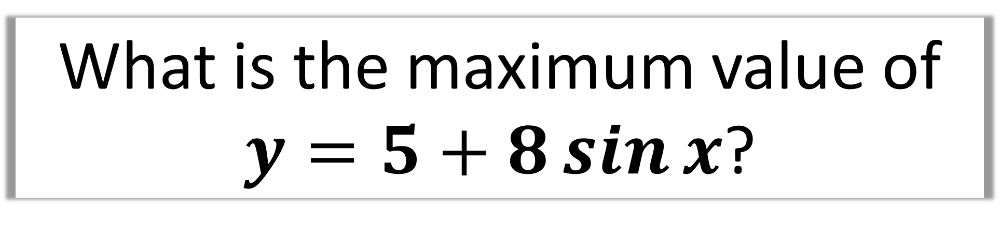 What is the maximum value of
y = 5 + 8 sin x?